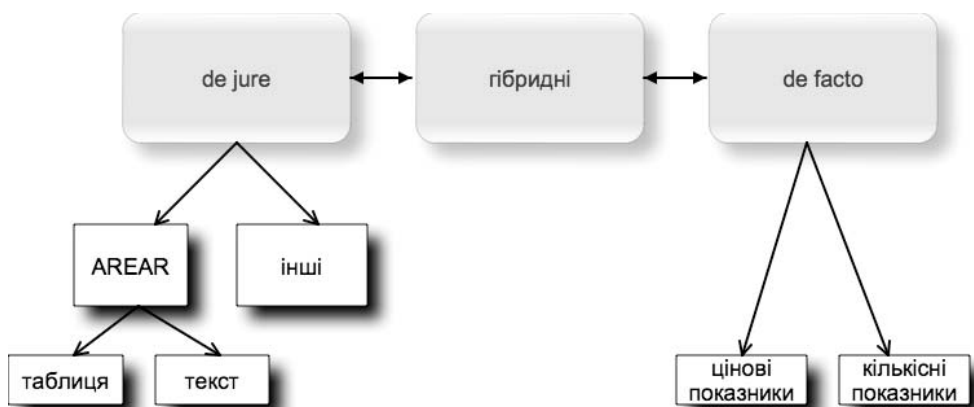 de jure
гібридні
de facto
AREAR
інші
таблиця
текст
цінові
показники
кількісні
показники